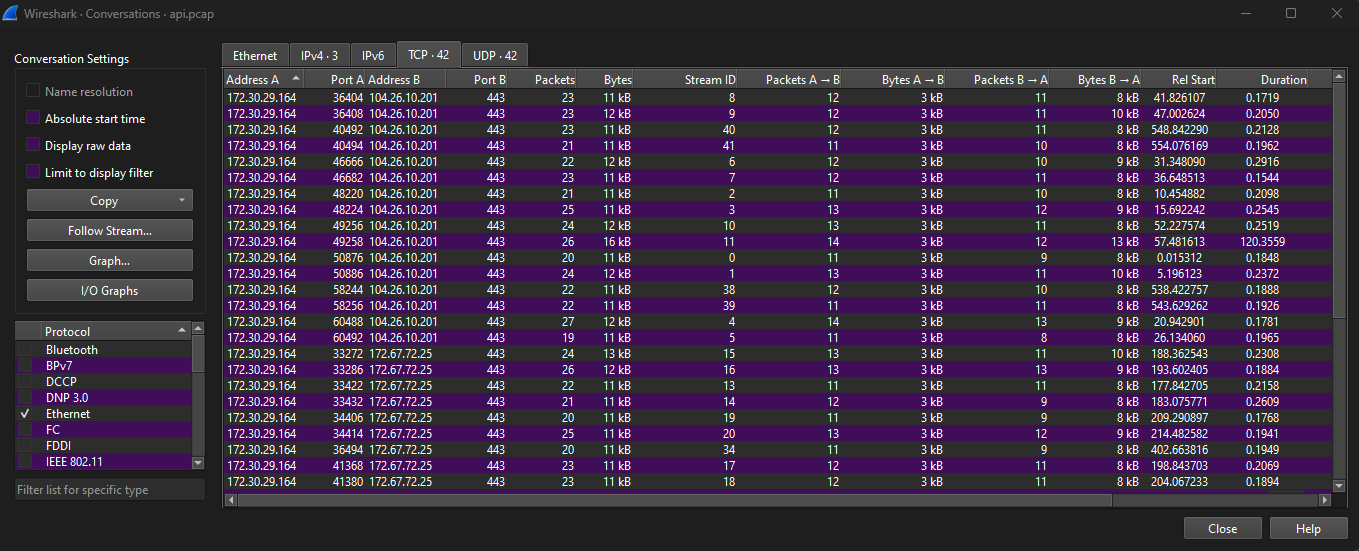 Wireshark · Conversations · api.pcap
Conversation Settings
Name resolution
Absolute start time
Display raw data
Limit to display filter
Copy
Follow Stream...
Graph...
I/O Graphs
Protocol
Bluetooth
BPv7
DCCP
DNP 3.0
Ethernet
FC
FDDI
IEEE 802.11
Filter list for specific type
Ethernet IPv4 · 3 IPv6 TCP · 42 UDP · 42
Address A Port A Address B Port B Packets Bytes Stream ID Packets A → B Bytes A → B Packets B → A Bytes B → A Rel Start Duration
172.30.29.164 36404 104.26.10.201 443 23 11 kB 8 12 3 kB 11 8 kB 41.826107 0.1719
172.30.29.164 36408 104.26.10.201 443 23 12 kB 9 12 3 kB 11 10 kB 47.002624 0.2050
172.30.29.164 40492 104.26.10.201 443 23 11 kB 40 12 3 kB 11 8 kB 548.842290 0.2128
172.30.29.164 40494 104.26.10.201 443 21 11 kB 41 11 3 kB 10 8 kB 554.076169 0.1962
172.30.29.164 46666 104.26.10.201 443 22 12 kB 6 12 3 kB 10 9 kB 31.348090 0.2916
172.30.29.164 46682 104.26.10.201 443 23 11 kB 7 12 3 kB 11 8 kB 36.648513 0.1544
172.30.29.164 48220 104.26.10.201 443 21 11 kB 2 11 3 kB 10 8 kB 10.454882 0.2098
172.30.29.164 48224 104.26.10.201 443 25 11 kB 3 13 3 kB 12 9 kB 15.692242 0.2545
172.30.29.164 49256 104.26.10.201 443 24 12 kB 10 13 3 kB 11 8 kB 52.227574 0.2519
172.30.29.164 49258 104.26.10.201 443 26 16 kB 11 14 3 kB 12 13 kB 57.481613 120.3559
172.30.29.164 50876 104.26.10.201 443 20 11 kB 0 11 3 kB 9 8 kB 0.015312 0.1848
172.30.29.164 50886 104.26.10.201 443 24 12 kB 1 13 3 kB 11 10 kB 5.196123 0.2372
172.30.29.164 58244 104.26.10.201 443 22 11 kB 38 12 3 kB 10 8 kB 538.422757 0.1888
172.30.29.164 58256 104.26.10.201 443 22 11 kB 39 11 3 kB 11 8 kB 543.629262 0.1926
172.30.29.164 60488 104.26.10.201 443 27 12 kB 4 14 3 kB 13 9 kB 20.942901 0.1781
172.30.29.164 60492 104.26.10.201 443 19 11 kB 5 11 3 kB 8 8 kB 26.134060 0.1965
172.30.29.164 33272 172.67.72.25 443 24 13 kB 15 13 3 kB 11 10 kB 188.362543 0.2308
172.30.29.164 33286 172.67.72.25 443 26 12 kB 16 13 3 kB 13 9 kB 193.602405 0.1884
172.30.29.164 33422 172.67.72.25 443 22 11 kB 13 11 3 kB 11 8 kB 177.842705 0.2158
172.30.29.164 33432 172.67.72.25 443 21 11 kB 14 12 3 kB 9 8 kB 183.075771 0.2609
172.30.29.164 34406 172.67.72.25 443 20 11 kB 19 11 3 kB 9 8 kB 209.290897 0.1768
172.30.29.164 34414 172.67.72.25 443 25 11 kB 20 13 3 kB 12 9 kB 214.482582 0.1941
172.30.29.164 36494 172.67.72.25 443 20 11 kB 34 11 3 kB 9 8 kB 402.663816 0.1949
172.30.29.164 41368 172.67.72.25 443 23 11 kB 17 12 3 kB 11 8 kB 198.843703 0.2069
172.30.29.164 41380 172.67.72.25 443 23 11 kB 18 12 3 kB 11 8 kB 204.067233 0.1894
Close Help